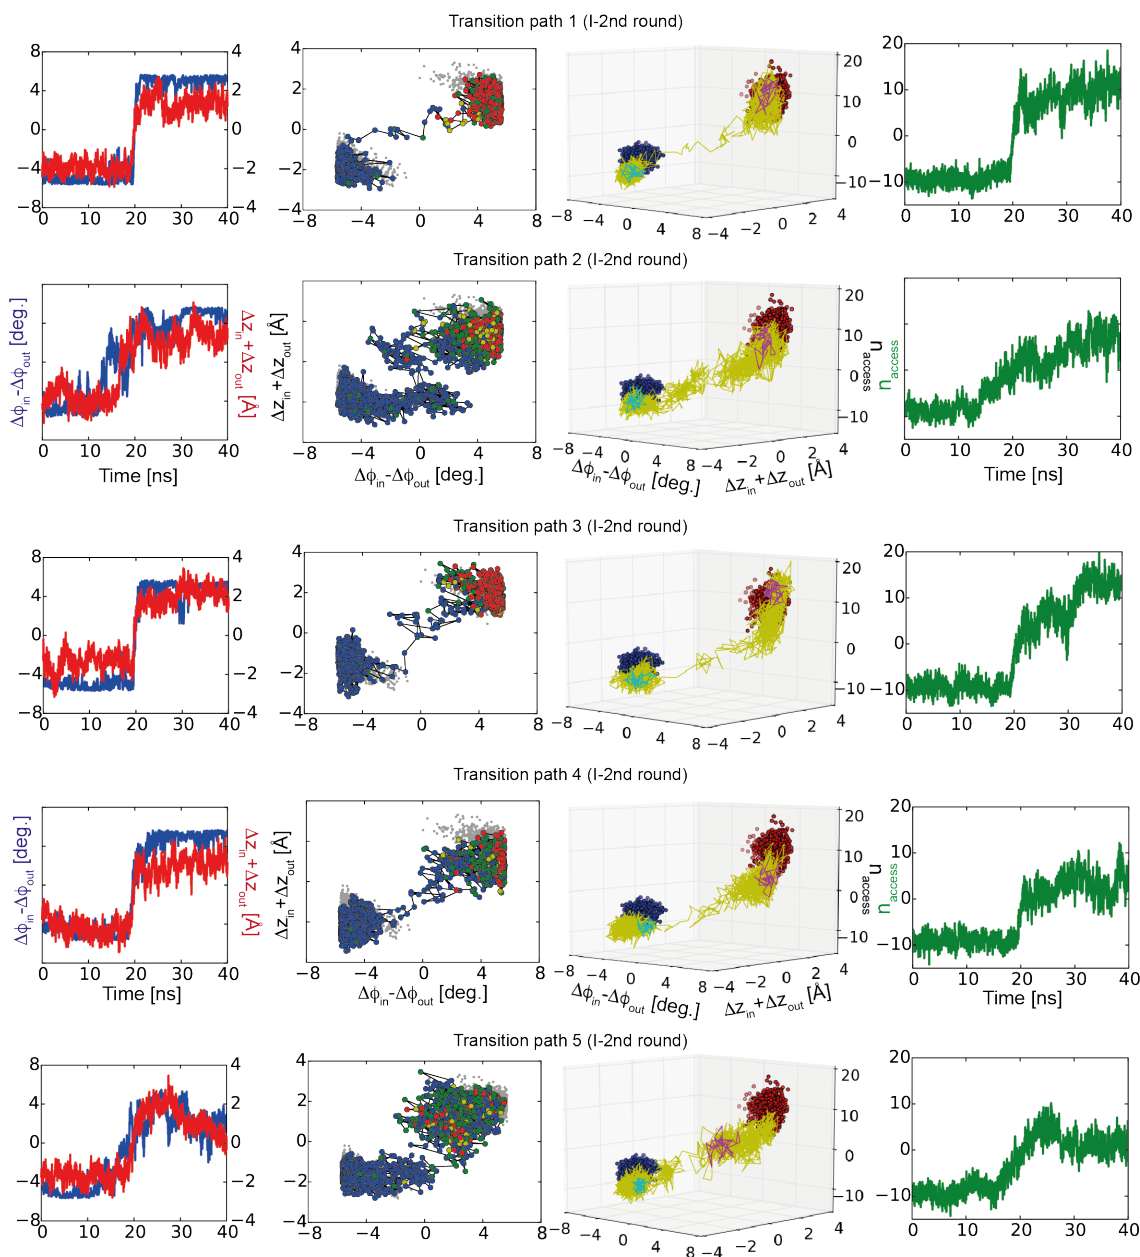 Transition path 1 (I-2nd round)
8
4
0
−4
−8
4
2
0
−2
−4
0 10 20 30 40
4
2
0
−2
−4
−8 −4 0 4 8
20
10
0
−10
−8 −4 0 4 8
−4 −2 0 2 4
20
10
0
−10
0 10 20 30 40
Transition path 2 (I-2nd round)
Δϕin-Δϕout [deg.]
Δzin+Δzout [Å]
0 10 20 30 40
Time [ns]
Δzin+Δzout [Å]
−8 −4 0 4 8
Δϕin-Δϕout [deg.]
20
10
0
−10
naccess
−8 −4 0 4 8
Δϕin-Δϕout [deg.]
−4 −2 0 2 4
Δzin+Δzout [Å]
naccess
0 10 20 30 40
Time [ns]
Transition path 3 (I-2nd round)
8
4
0
−4
−8
4
2
0
−2
−4
0 10 20 30 40
4
2
0
−2
−4
−8 −4 0 4 8
20
10
0
−10
−8 −4 0 4 8
−4 −2 0 2 4
20
10
0
−10
0 10 20 30 40
Transition path 4 (I-2nd round)
Δϕin-Δϕout [deg.]
Δzin+Δzout [Å]
0 10 20 30 40
Time [ns]
Δzin+Δzout [Å]
−8 −4 0 4 8
Δϕin-Δϕout [deg.]
20
10
0
−10
naccess
−8 −4 0 4 8
Δϕin-Δϕout [deg.]
−4 −2 0 2 4
Δzin+Δzout [Å]
naccess
20
10
0
−10
0 10 20 30 40
Time [ns]
Transition path 5 (I-2nd round)
8
4
0
−4
−8
4
2
0
−2
−4
0 10 20 30 40
4
2
0
−2
−4
−8 −4 0 4 8
20
10
0
−10
−8 −4 0 4 8
−4 −2 0 2 4
20
10
0
−10
0 10 20 30 40